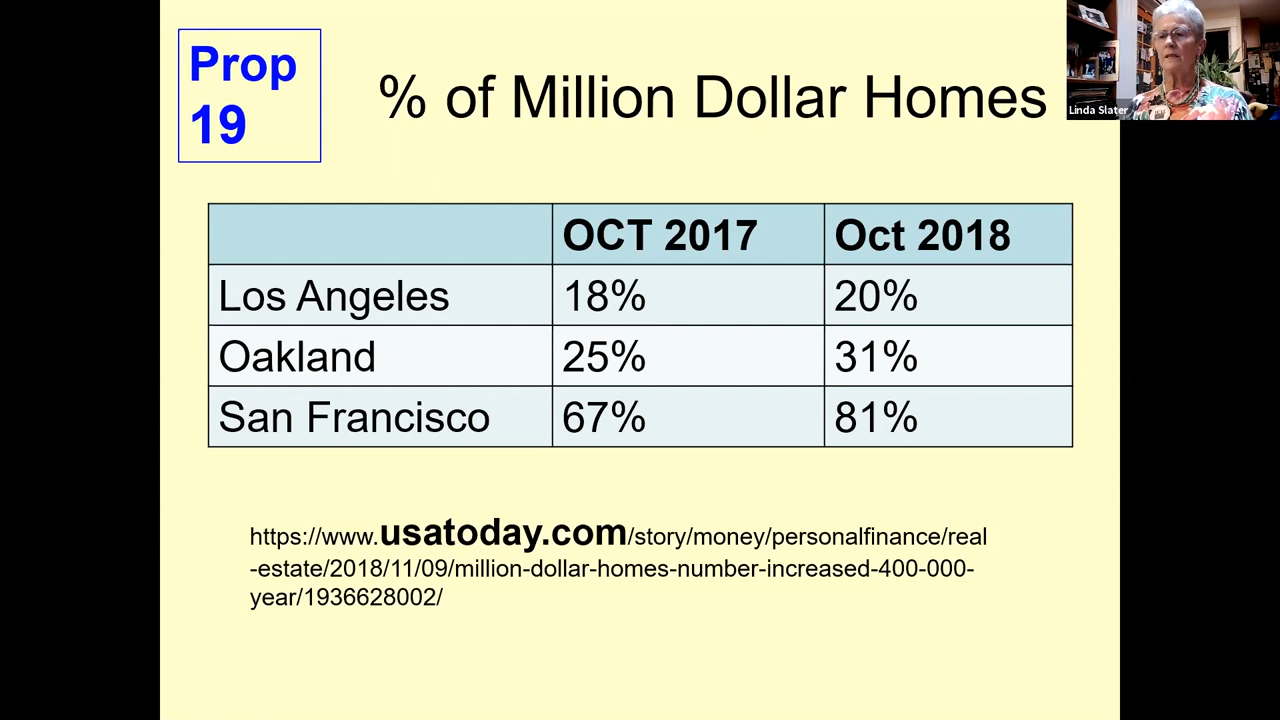 Prop
19
% of Million Dollar Homes
Linda Slater
OCT 2017 Oct 2018
Los Angeles 18% 20%
Oakland 25% 31%
San Francisco 67% 81%
https://www.usatoday.com/story/money/personalfinance/real
-estate/2018/11/09/million-dollar-homes-number-increased-400-000-
year/1936628002/